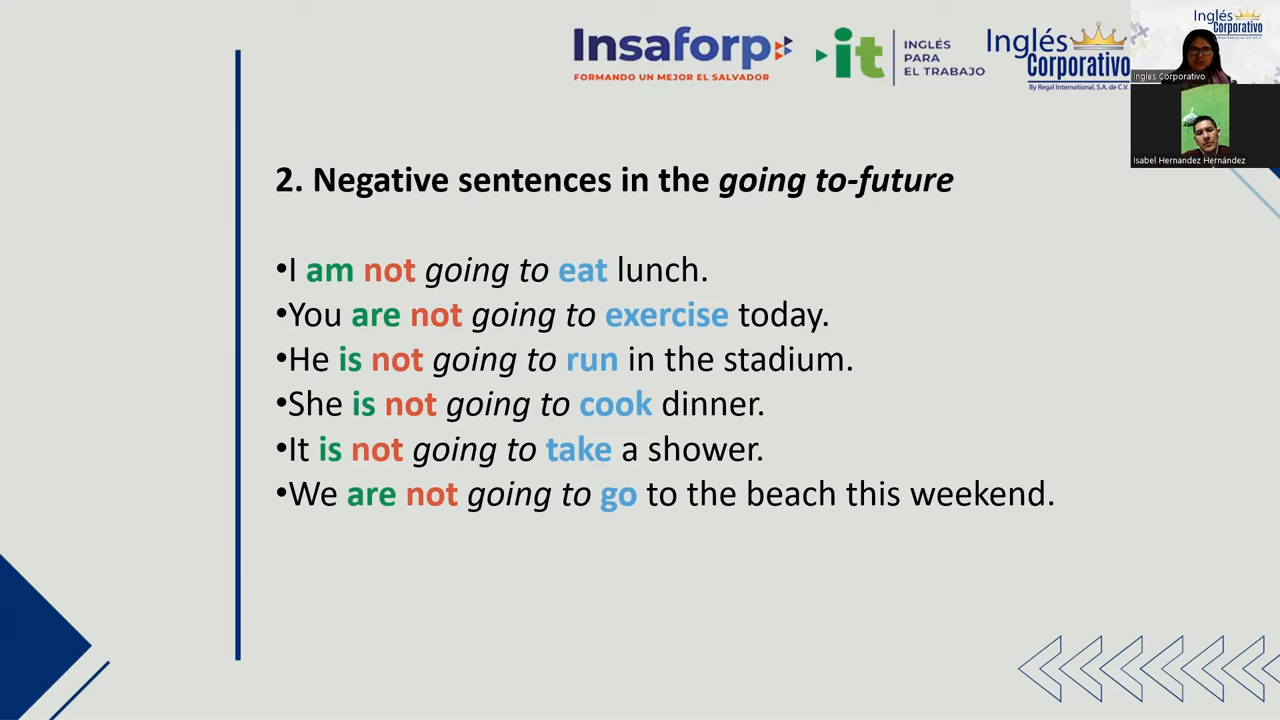 Insaforp
FORMANDO UN MEJOR EL SALVADOR
it
INGLÉS
PARA
EL TRABAJO
Inglés
Corporativo
By Regal International, S.A. de C.V.
Inglés
Corporativo
Inglés Corporativo
Isabel Hernandez Hernández
2. Negative sentences in the going to-future
•I am not going to eat lunch.
•You are not going to exercise today.
•He is not going to run in the stadium.
•She is not going to cook dinner.
•It is not going to take a shower.
•We are not going to go to the beach this weekend.